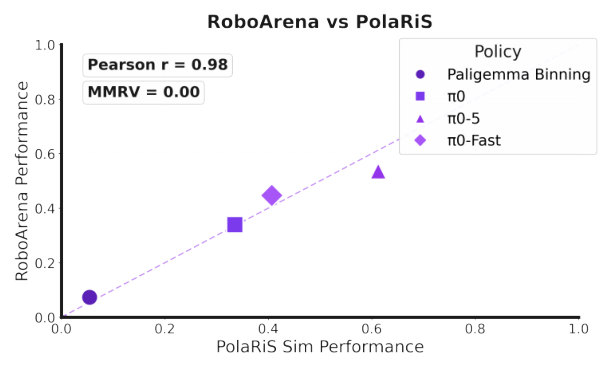 RoboArena vs PolaRiS
Pearson r = 0.98
MMRV = 0.00
Policy
Paligemma Binning
π0
π0-5
π0-Fast
RoboArena Performance
1.0
0.8
0.6
0.4
0.2
0.0
0.0 0.2 0.4 0.6 0.8 1.0
PolaRiS Sim Performance